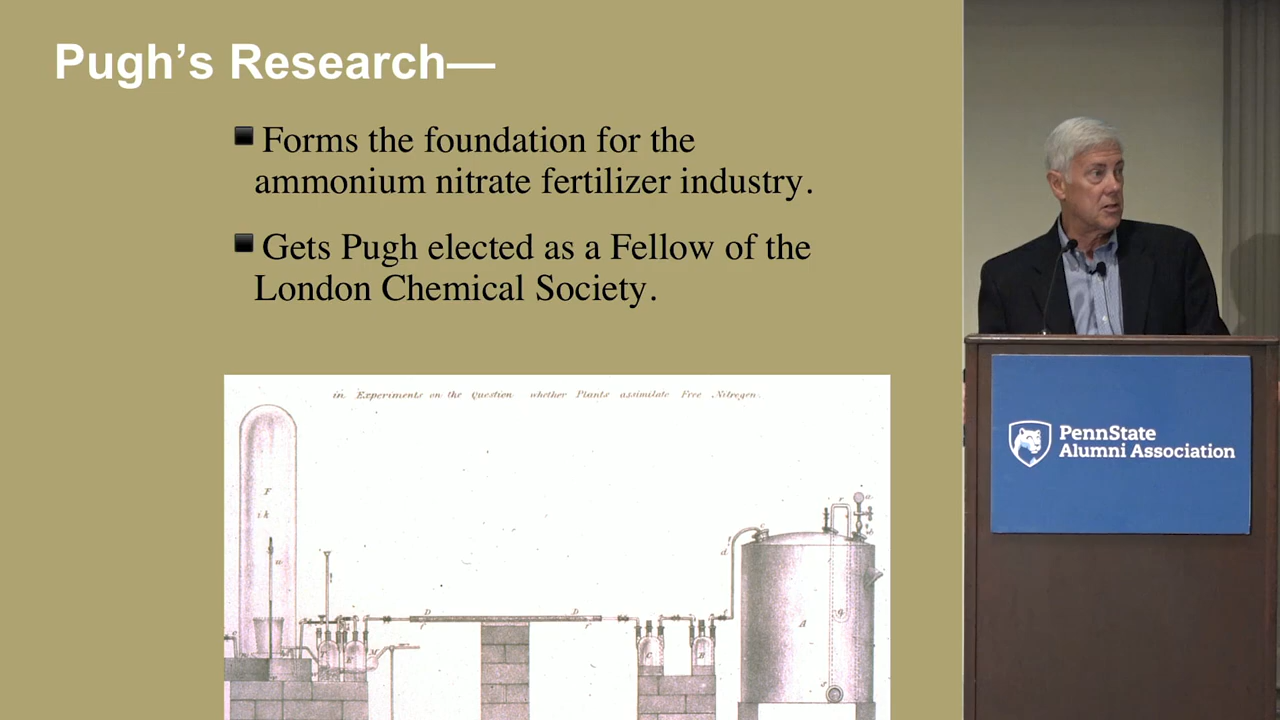 Pugh's Research—
Forms the foundation for the
ammonium nitrate fertilizer industry.
Gets Pugh elected as a Fellow of the
London Chemical Society.
in Experiments on the Question whether Plants assimilate Free Nitrogen.
F
i k
a
D
D
C
B
A
g
PennState
Alumni Association